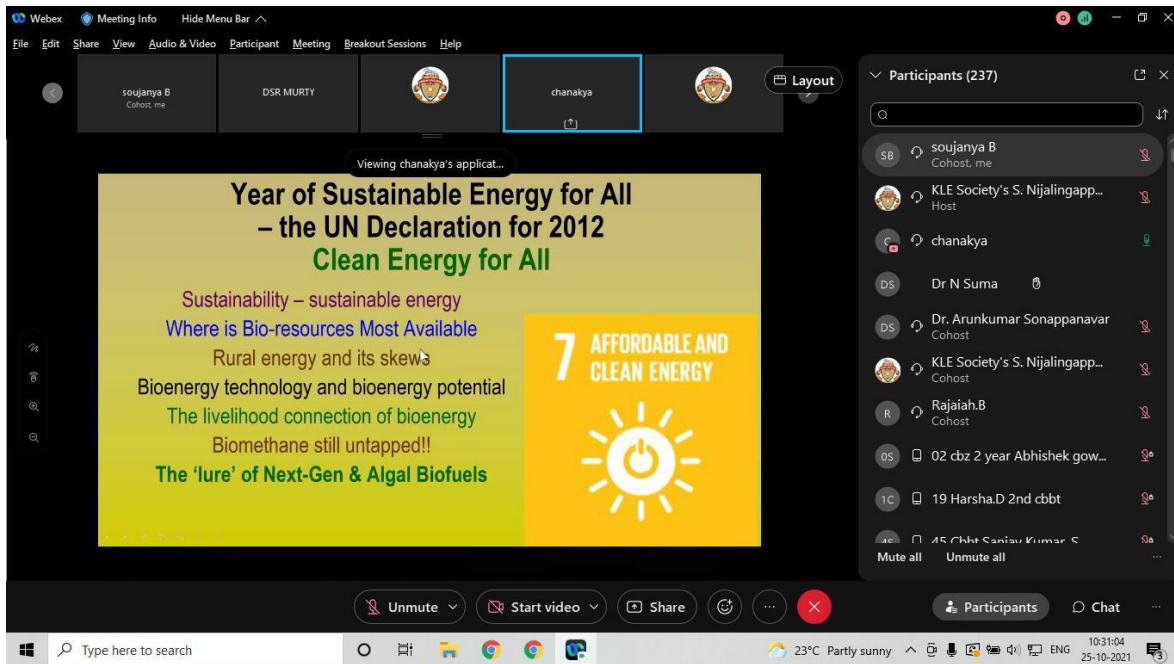 Webex Meeting Info Hide Menu Bar
File Edit Share View Audio & Video Participant Meeting Breakout Sessions Help
soujanya B
Cohost, me
DSR MURTY
chanakya
Layout
Viewing chanakya's applicat...
Year of Sustainable Energy for All
– the UN Declaration for 2012
Clean Energy for All
Sustainability – sustainable energy
Where is Bio-resources Most Available
Rural energy and its skews
Bioenergy technology and bioenergy potential
The livelihood connection of bioenergy
Biomethane still untapped!!
The 'lure' of Next-Gen & Algal Biofuels
7 AFFORDABLE AND
CLEAN ENERGY
Participants (237)
SB soujanya B
Cohost, me
KLE Society's S. Nijalingapp...
Host
C chanakya
DS Dr N Suma
DS Dr. Arunkumar Sonappanavar
Cohost
KLE Society's S. Nijalingapp...
Cohost
R Rajaiah.B
Cohost
0S 02 cbz 2 year Abhishek gow...
1C 19 Harsha.D 2nd cbbt
4S 45 Cbbt Sanjay Kumar S
Mute all Unmute all
Unmute Start video Share Participants Chat
Type here to search
23°C Partly sunny ENG 10:31:04
25-10-2021
3